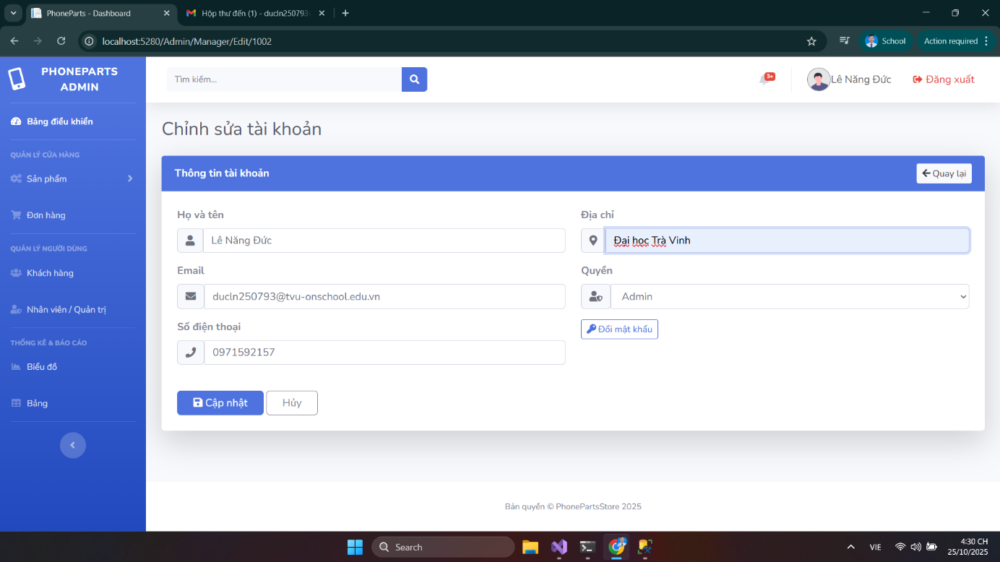 PhoneParts - Dashboard
Hộp thư đến (1) - ducln250793
localhost:5280/Admin/Manager/Edit/1002
School
Action required
PHONEPARTS
ADMIN
Tìm kiếm...
3+
Lê Năng Đức
Đăng xuất
Bảng điều khiển
QUẢN LÝ CỬA HÀNG
Sản phẩm
Đơn hàng
QUẢN LÝ NGƯỜI DÙNG
Khách hàng
Nhân viên / Quản trị
THỐNG KÊ & BÁO CÁO
Biểu đồ
Bảng
Chỉnh sửa tài khoản
Thông tin tài khoản
Quay lại
Họ và tên
Lê Năng Đức
Địa chỉ
Đại học Trà Vinh
Email
ducln250793@tvu-onschool.edu.vn
Quyền
Admin
Số điện thoại
0971592157
Đổi mật khẩu
Cập nhật
Hủy
Bản quyền © PhonePartsStore 2025
Search
VIE
4:30 CH
25/10/2025